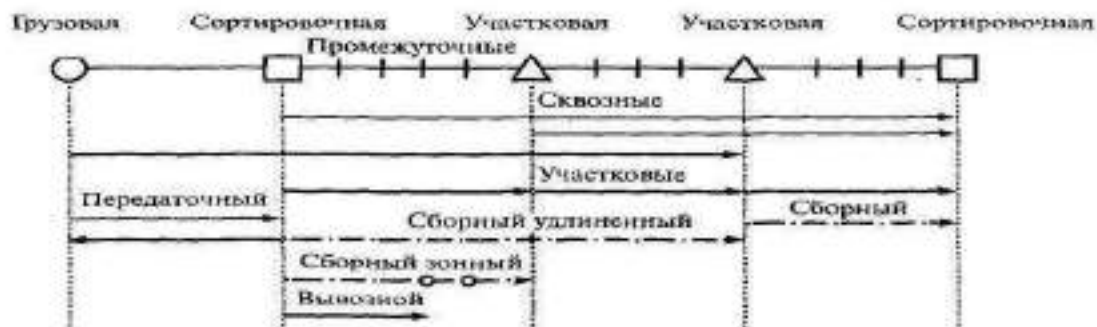 Грузовая Сортировочная Участковая Участковая Сортировочная
Промежуточные
Сквозные
Участковые
Передаточный
Сборный
Сборный удлиненный
Сборный зонный
Вывозной